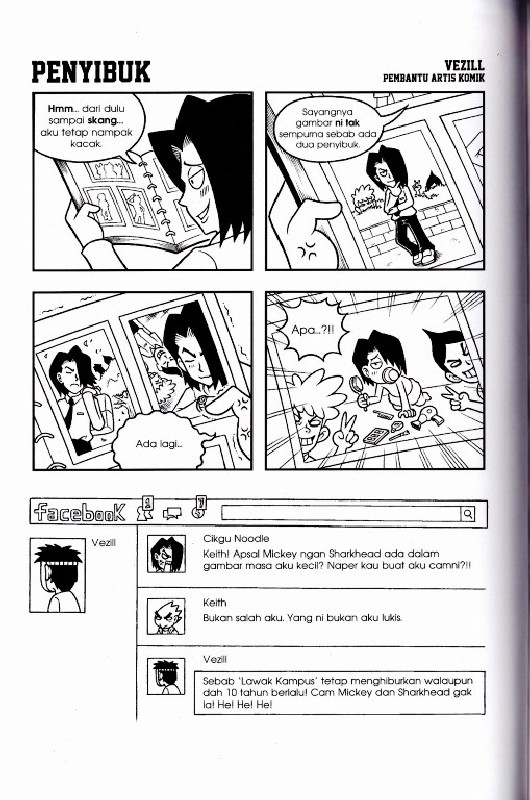 PENYIBUK
VEZILL
PEMBANTU ARTIS KOMIK
Hmm... dari dulu
sampai skang...
aku tetap nampak
kacak.
Sayangnya
gambar ni tak
sempurna sebab ada
dua penyibuk.
Ada lagi...
Apa...?!!
facebook
1
Vezill
Cikgu Noodle
Keith! Apsal Mickey ngan Sharkhead ada dalam
gambar masa aku kecil? Naper kau buat aku camni?!!
Keith
Bukan salah aku. Yang ni bukan aku lukis.
Vezill
Sebab 'Lawak Kampus' tetap menghiburkan walaupun
dah 10 tahun berlalu! Cam Mickey dan Sharkhead gak
la! He! He! He!